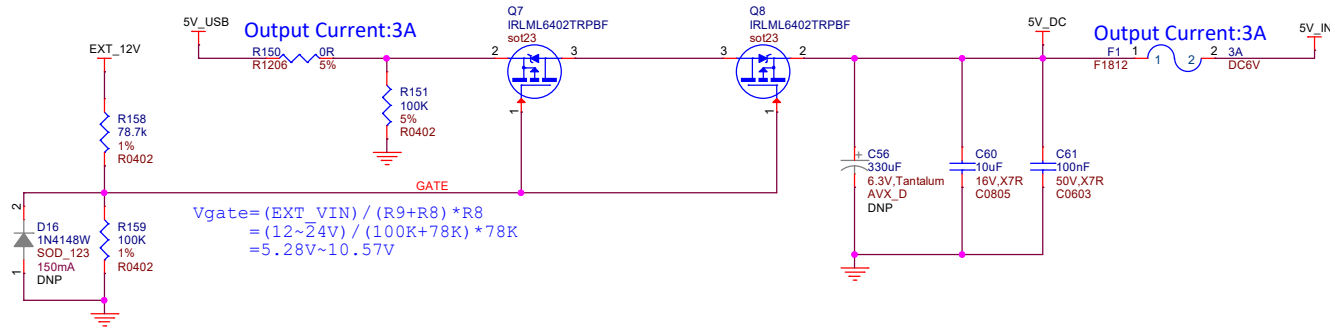 5V_USB
Output Current:3A
Q7
IRLML6402TRPBF
sot23
Q8
IRLML6402TRPBF
sot23
5V_DC
Output Current:3A
5V_IN
EXT_12V
R150
0R
R1206
5%
2
3
3
2
F1
1
2
3A
F1812
1
2
DC6V
R151
100K
5%
R0402
1
1
R158
78.7k
1%
R0402
C56
330uF
6.3V,Tantalum
AVX_D
DNP
C60
10uF
16V,X7R
C0805
C61
100nF
50V,X7R
C0603
GATE
2
D16
1N4148W
SOD_123
150mA
DNP
1
R159
100K
1%
R0402
Vgate=(EXT_VIN)/(R9+R8)*R8
=(12~24V)/(100K+78K)*78K
=5.28V~10.57V